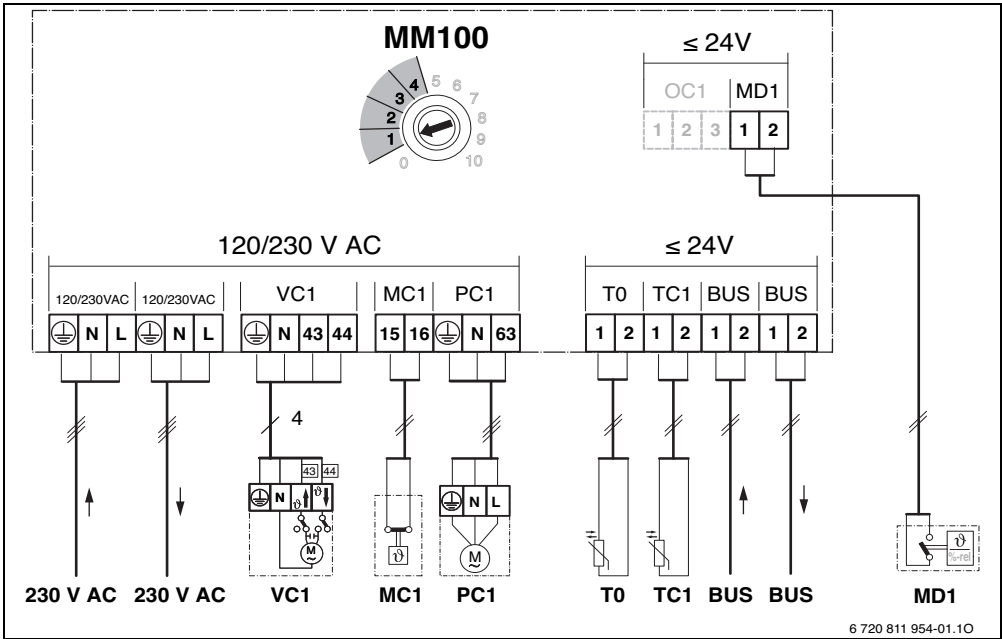 MM100
0 1 2 3 4 5 6 7 8 9 10
≤ 24V
OC1 MD1
1 2 3 1 2
120/230 V AC
≤ 24V
120/230VAC 120/230VAC VC1 MC1 PC1
T0 TC1 BUS BUS
N L N L N 43 44 15 16 N 63
1 2 1 2 1 2 1 2
4
43 44
N ϑ ϑ
M
~
ϑ
N L
M
~
ϑ
%-rel
230 V AC 230 V AC VC1 MC1 PC1 T0 TC1 BUS BUS MD1
6 720 811 954-01.1O